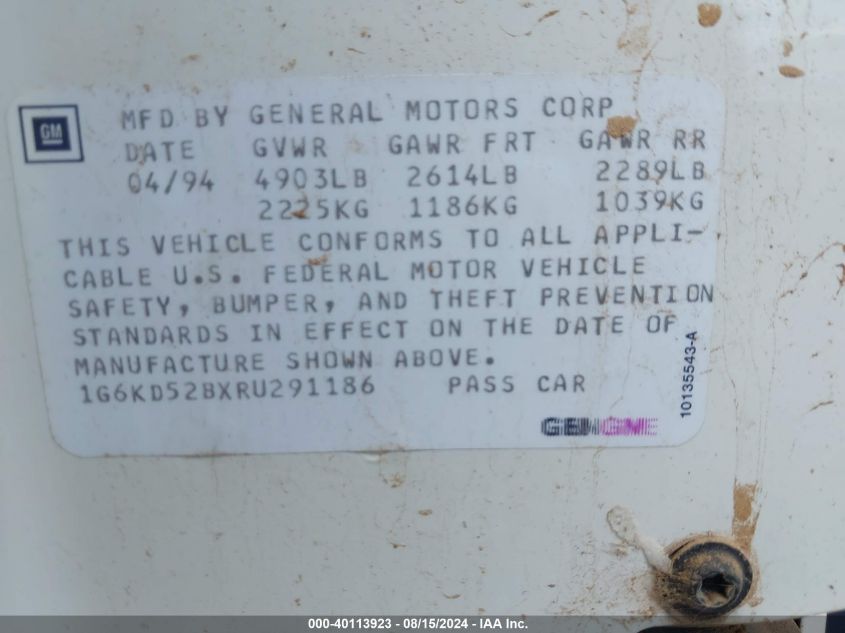 GM
MFD BY GENERAL MOTORS CORP
DATE GVWR GAWR FRT GAWR RR
04/94 4903LB 2614LB 2289LB
2225KG 1186KG 1039KG
THIS VEHICLE CONFORMS TO ALL APPLI-
CABLE U.S. FEDERAL MOTOR VEHICLE
SAFETY, BUMPER, AND THEFT PREVENTION
STANDARDS IN EFFECT ON THE DATE OF
MANUFACTURE SHOWN ABOVE.
1G6KD52BXRU291186 PASS CAR
10135543-A
000-40113923 - 08/15/2024 - IAA Inc.